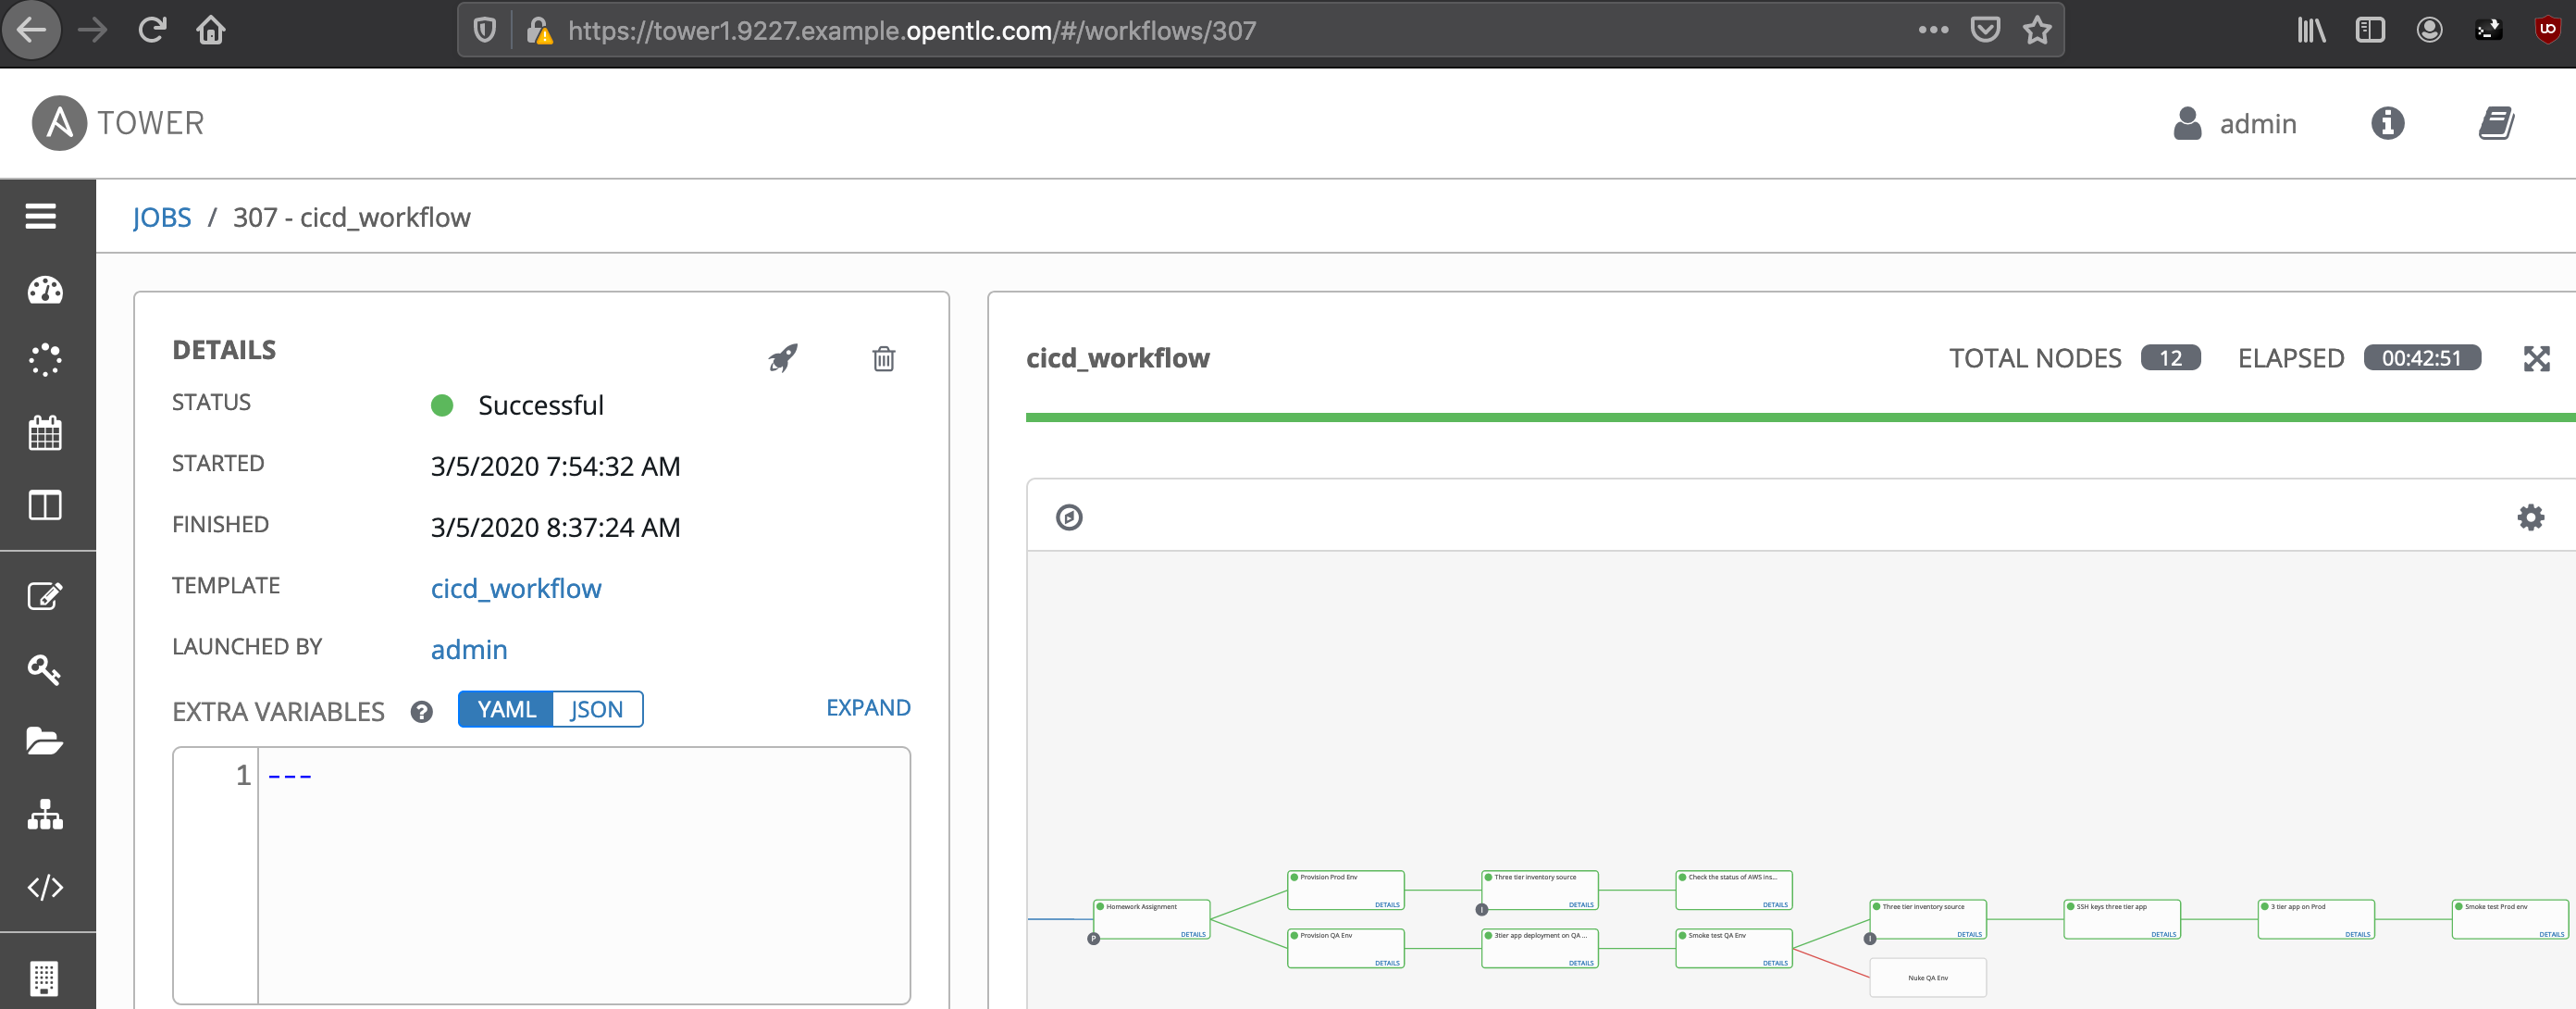 https://tower1.9227.example.opentlc.com/#/workflows/307
TOWER
admin
JOBS / 307 - cicd_workflow
DETAILS
STATUS Successful
STARTED 3/5/2020 7:54:32 AM
FINISHED 3/5/2020 8:37:24 AM
TEMPLATE cicd_workflow
LAUNCHED BY admin
EXTRA VARIABLES ? YAML JSON EXPAND
1 ---
cicd_workflow
TOTAL NODES 12 ELAPSED 00:42:51
Homework Assignment
DETAILS
P
Provision Prod Env
DETAILS
Three tier inventory source
DETAILS
I
Check the status of AWS ins...
DETAILS
Provision QA Env
DETAILS
3tier app deployment on QA ...
DETAILS
Smoke test QA Env
DETAILS
Three tier inventory source
DETAILS
I
SSH keys three tier app
DETAILS
3 tier app on Prod
DETAILS
Smoke test Prod env
DETAILS
Nuke QA Env